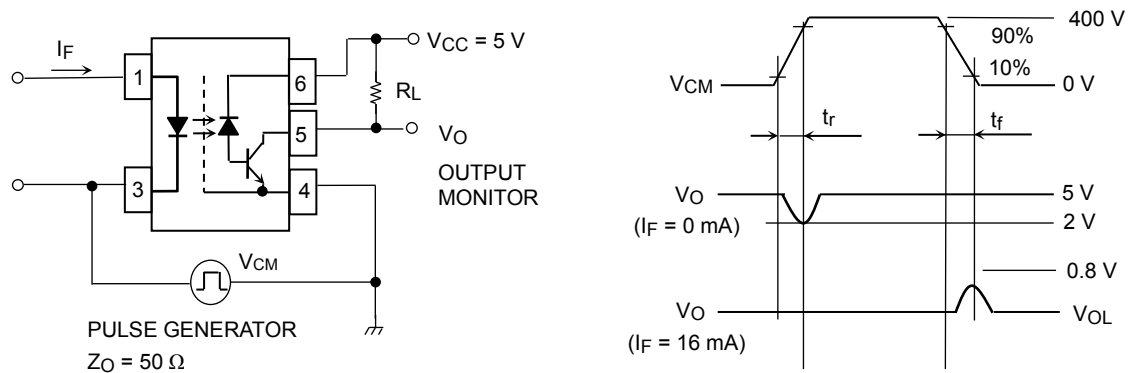 I_F
1
3
6
5
4
V_CC = 5 V
R_L
V_O
OUTPUT
MONITOR
V_CM
PULSE GENERATOR
Z_O = 50 Ω
400 V
90%
10%
V_CM
0 V
t_r
t_f
V_O
5 V
(I_F = 0 mA)
2 V
0.8 V
V_O
V_OL
(I_F = 16 mA)